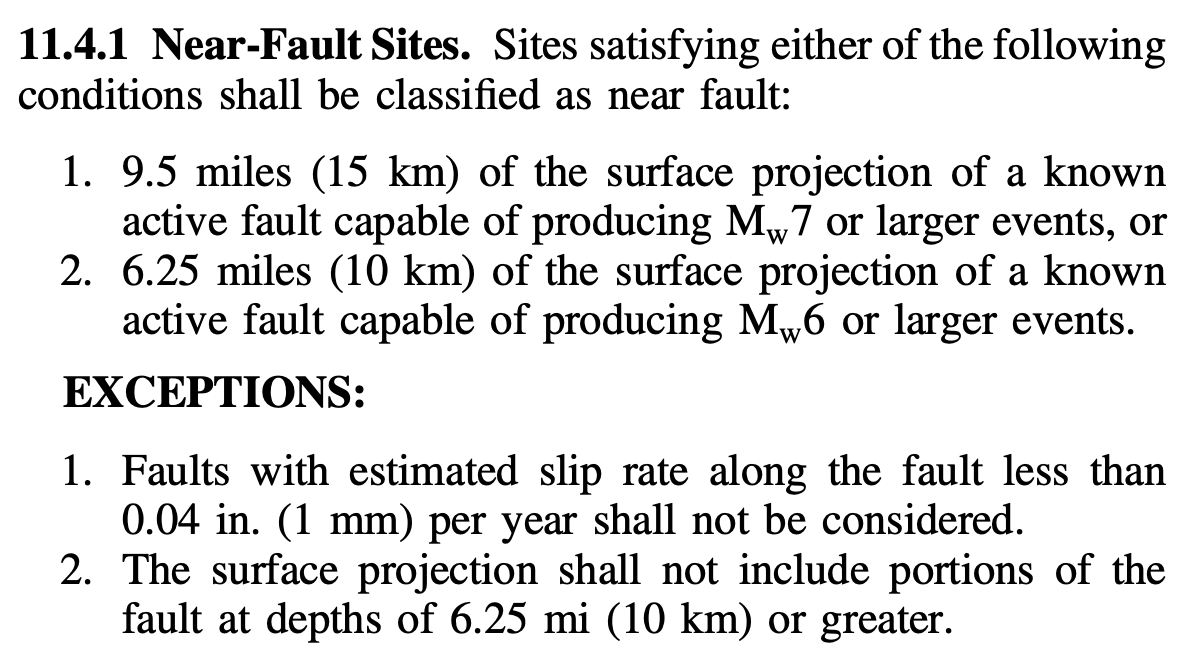 11.4.1 Near-Fault Sites. Sites satisfying either of the following
conditions shall be classified as near fault:
1. 9.5 miles (15 km) of the surface projection of a known
active fault capable of producing Mw7 or larger events, or
2. 6.25 miles (10 km) of the surface projection of a known
active fault capable of producing Mw6 or larger events.
EXCEPTIONS:
1. Faults with estimated slip rate along the fault less than
0.04 in. (1 mm) per year shall not be considered.
2. The surface projection shall not include portions of the
fault at depths of 6.25 mi (10 km) or greater.